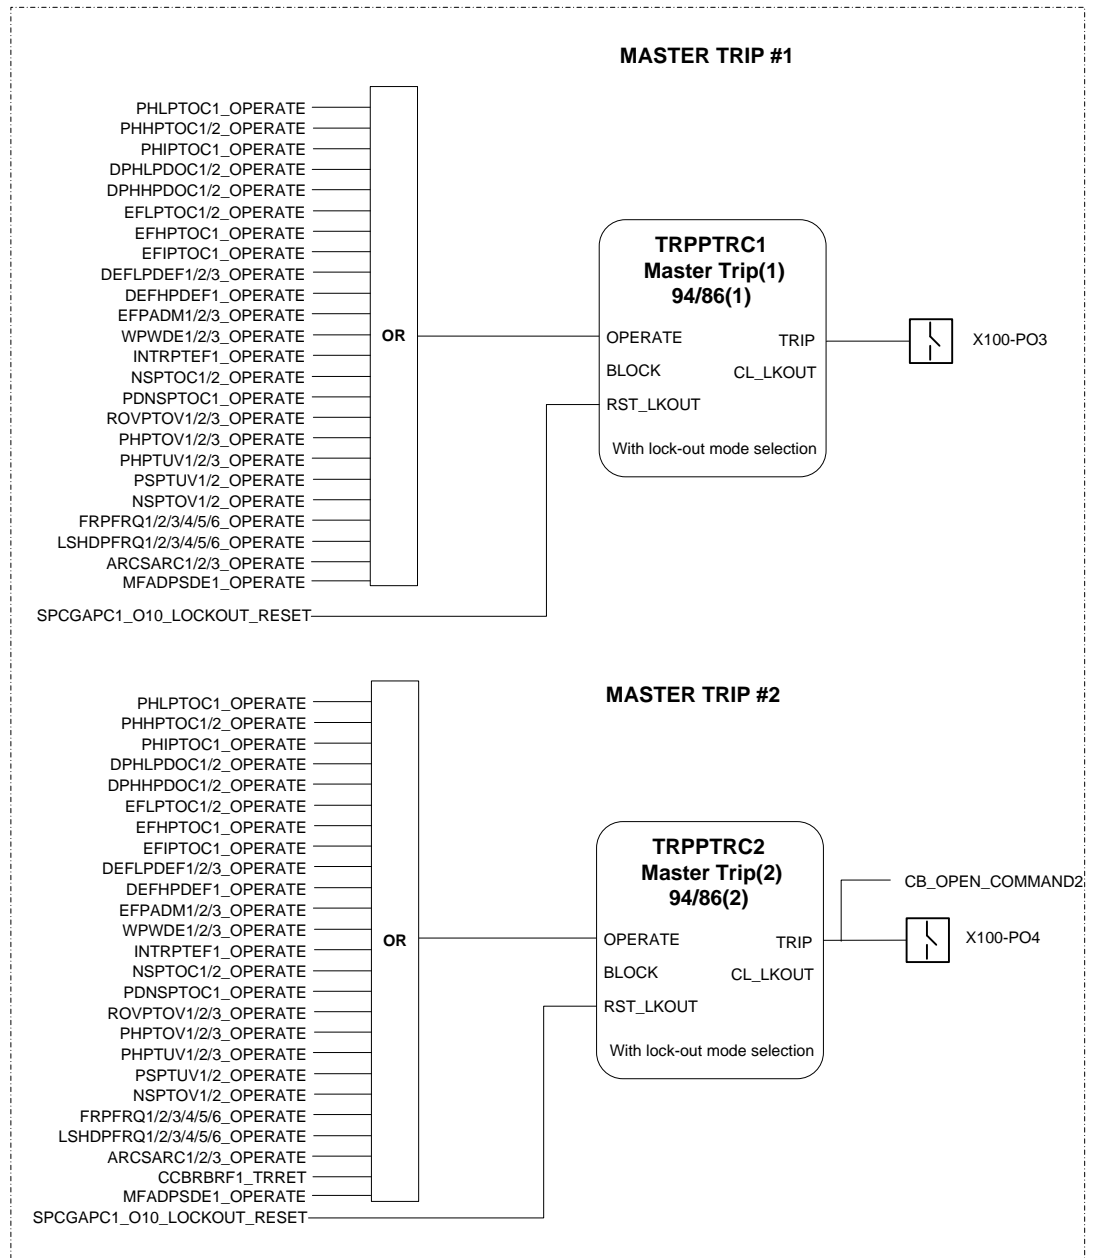 MASTER TRIP #1
PHLPTOC1_OPERATE
PHHPTOC1/2_OPERATE
PHIPTOC1_OPERATE
DPHLPDOC1/2_OPERATE
DPHHPDOC1/2_OPERATE
EFLPTOC1/2_OPERATE
EFHPTOC1_OPERATE
EFIPTOC1_OPERATE
DEFLPDEF1/2/3_OPERATE
DEFHPDEF1_OPERATE
EFPADM1/2/3_OPERATE
WPWDE1/2/3_OPERATE
INTRPTEF1_OPERATE
NSPTOC1/2_OPERATE
PDNSPTOC1_OPERATE
ROVPTOV1/2/3_OPERATE
PHPTOV1/2/3_OPERATE
PHPTUV1/2/3_OPERATE
PSPTUV1/2_OPERATE
NSPTOV1/2_OPERATE
FRPFRQ1/2/3/4/5/6_OPERATE
LSHDPFRQ1/2/3/4/5/6_OPERATE
ARCSARC1/2/3_OPERATE
MFADPSDE1_OPERATE
SPCGAPC1_O10_LOCKOUT_RESET
OR
TRPPTRC1
Master Trip(1)
94/86(1)
OPERATE
TRIP
BLOCK
CL_LKOUT
RST_LKOUT
With lock-out mode selection
X100-PO3
MASTER TRIP #2
PHLPTOC1_OPERATE
PHHPTOC1/2_OPERATE
PHIPTOC1_OPERATE
DPHLPDOC1/2_OPERATE
DPHHPDOC1/2_OPERATE
EFLPTOC1/2_OPERATE
EFHPTOC1_OPERATE
EFIPTOC1_OPERATE
DEFLPDEF1/2/3_OPERATE
DEFHPDEF1_OPERATE
EFPADM1/2/3_OPERATE
WPWDE1/2/3_OPERATE
INTRPTEF1_OPERATE
NSPTOC1/2_OPERATE
PDNSPTOC1_OPERATE
ROVPTOV1/2/3_OPERATE
PHPTOV1/2/3_OPERATE
PHPTUV1/2/3_OPERATE
PSPTUV1/2_OPERATE
NSPTOV1/2_OPERATE
FRPFRQ1/2/3/4/5/6_OPERATE
LSHDPFRQ1/2/3/4/5/6_OPERATE
ARCSARC1/2/3_OPERATE
CCBRBRF1_TRRET
MFADPSDE1_OPERATE
SPCGAPC1_O10_LOCKOUT_RESET
OR
TRPPTRC2
Master Trip(2)
94/86(2)
OPERATE
TRIP
BLOCK
CL_LKOUT
RST_LKOUT
With lock-out mode selection
CB_OPEN_COMMAND2
X100-PO4